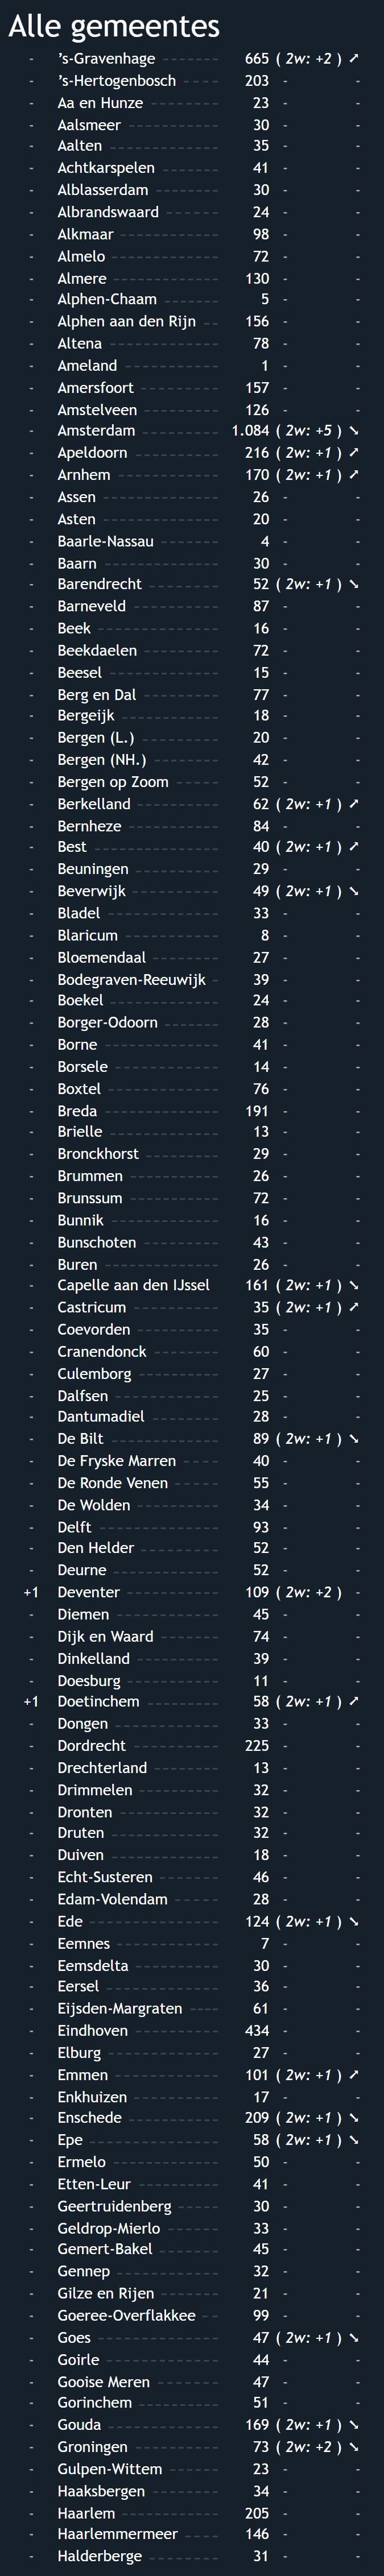 Alle gemeentes
- ’s-Gravenhage 665 ( 2w: +2 ) ➚
- ’s-Hertogenbosch 203 - -
- Aa en Hunze 23 - -
- Aalsmeer 30 - -
- Aalten 35 - -
- Achtkarspelen 41 - -
- Alblasserdam 30 - -
- Albrandswaard 24 - -
- Alkmaar 98 - -
- Almelo 72 - -
- Almere 130 - -
- Alphen-Chaam 5 - -
- Alphen aan den Rijn 156 - -
- Altena 78 - -
- Ameland 1 - -
- Amersfoort 157 - -
- Amstelveen 126 - -
- Amsterdam 1.084 ( 2w: +5 ) ➘
- Apeldoorn 216 ( 2w: +1 ) ➚
- Arnhem 170 ( 2w: +1 ) ➚
- Assen 26 - -
- Asten 20 - -
- Baarle-Nassau 4 - -
- Baarn 30 - -
- Barendrecht 52 ( 2w: +1 ) ➘
- Barneveld 87 - -
- Beek 16 - -
- Beekdaelen 72 - -
- Beesel 15 - -
- Berg en Dal 77 - -
- Bergeijk 18 - -
- Bergen (L.) 20 - -
- Bergen (NH.) 42 - -
- Bergen op Zoom 52 - -
- Berkelland 62 ( 2w: +1 ) ➚
- Bernheze 84 - -
- Best 40 ( 2w: +1 ) ➚
- Beuningen 29 - -
- Beverwijk 49 ( 2w: +1 ) ➘
- Bladel 33 - -
- Blaricum 8 - -
- Bloemendaal 27 - -
- Bodegraven-Reeuwijk 39 - -
- Boekel 24 - -
- Borger-Odoorn 28 - -
- Borne 41 - -
- Borsele 14 - -
- Boxtel 76 - -
- Breda 191 - -
- Brielle 13 - -
- Bronckhorst 29 - -
- Brummen 26 - -
- Brunssum 72 - -
- Bunnik 16 - -
- Bunschoten 43 - -
- Buren 26 - -
- Capelle aan den IJssel 161 ( 2w: +1 ) ➘
- Castricum 35 ( 2w: +1 ) ➚
- Coevorden 35 - -
- Cranendonck 60 - -
- Culemborg 27 - -
- Dalfsen 25 - -
- Dantumadiel 28 - -
- De Bilt 89 ( 2w: +1 ) ➘
- De Fryske Marren 40 - -
- De Ronde Venen 55 - -
- De Wolden 34 - -
- Delft 93 - -
- Den Helder 52 - -
- Deurne 52 - -
+1 Deventer 109 ( 2w: +2 ) -
- Diemen 45 - -
- Dijk en Waard 74 - -
- Dinkelland 39 - -
- Doesburg 11 - -
+1 Doetinchem 58 ( 2w: +1 ) ➚
- Dongen 33 - -
- Dordrecht 225 - -
- Drechterland 13 - -
- Drimmelen 32 - -
- Dronten 32 - -
- Druten 32 - -
- Duiven 18 - -
- Echt-Susteren 46 - -
- Edam-Volendam 28 - -
- Ede 124 ( 2w: +1 ) ➘
- Eemnes 7 - -
- Eemsdelta 30 - -
- Eersel 36 - -
- Eijsden-Margraten 61 - -
- Eindhoven 434 - -
- Elburg 27 - -
- Emmen 101 ( 2w: +1 ) ➚
- Enkhuizen 17 - -
- Enschede 209 ( 2w: +1 ) ➘
- Epe 58 ( 2w: +1 ) ➘
- Ermelo 50 - -
- Etten-Leur 41 - -
- Geertruidenberg 30 - -
- Geldrop-Mierlo 33 - -
- Gemert-Bakel 45 - -
- Gennep 32 - -
- Gilze en Rijen 21 - -
- Goeree-Overflakkee 99 - -
- Goes 47 ( 2w: +1 ) ➘
- Goirle 44 - -
- Gooise Meren 47 - -
- Gorinchem 51 - -
- Gouda 169 ( 2w: +1 ) ➘
- Groningen 73 ( 2w: +2 ) ➘
- Gulpen-Wittem 23 - -
- Haaksbergen 34 - -
- Haarlem 205 - -
- Haarlemmermeer 146 - -
- Halderberge 31 - -